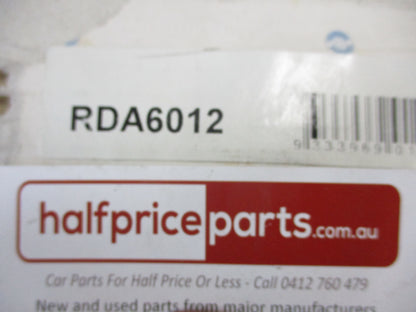 RDA6012
halfpriceparts.com.au
Car Parts For Half Price Or Less - Call 0412 760 479
New and used parts from major manufacturers